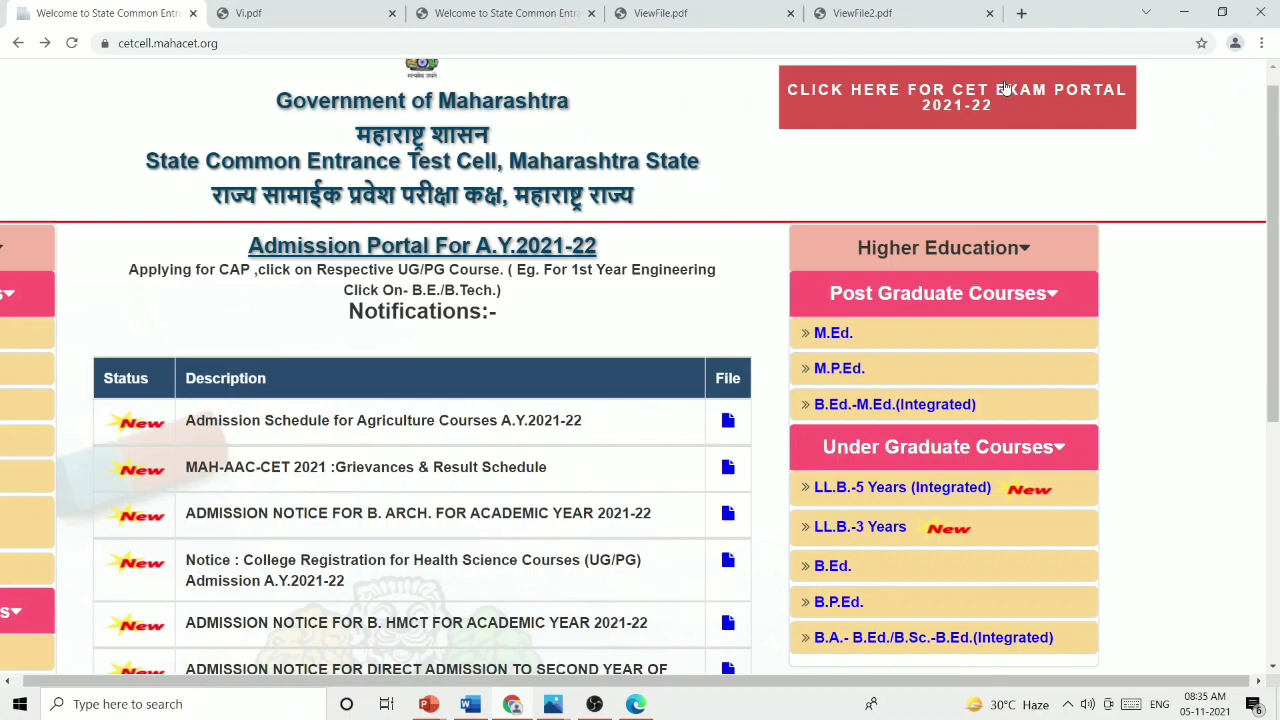 Welcome to State Common Entr
Vi.pdf
Welcome to Maharashtra CET
ViewFile.pdf
ViewFile2.pdf
cetcell.mahacet.org
सत्यमेव जयते
Government of Maharashtra
महाराष्ट्र शासन
State Common Entrance Test Cell, Maharashtra State
राज्य सामाईक प्रवेश परीक्षा कक्ष, महाराष्ट्र राज्य
CLICK HERE FOR CET EXAM PORTAL
2021-22
Admission Portal For A.Y.2021-22
Applying for CAP ,click on Respective UG/PG Course. ( Eg. For 1st Year Engineering
Click On- B.E./B.Tech.)
Notifications:-
Status Description File
New Admission Schedule for Agriculture Courses A.Y.2021-22
New MAH-AAC-CET 2021 :Grievances & Result Schedule
New ADMISSION NOTICE FOR B. ARCH. FOR ACADEMIC YEAR 2021-22
New Notice : College Registration for Health Science Courses (UG/PG)
Admission A.Y.2021-22
New ADMISSION NOTICE FOR B. HMCT FOR ACADEMIC YEAR 2021-22
New ADMISSION NOTICE FOR DIRECT ADMISSION TO SECOND YEAR OF
Higher Education
Post Graduate Courses
M.Ed.
M.P.Ed.
B.Ed.-M.Ed.(Integrated)
Under Graduate Courses
LL.B.-5 Years (Integrated) New
LL.B.-3 Years New
B.Ed.
B.P.Ed.
B.A.- B.Ed./B.Sc.-B.Ed.(Integrated)
s
s
Type here to search
30°C Haze
ENG
08:35 AM
05-11-2021
6